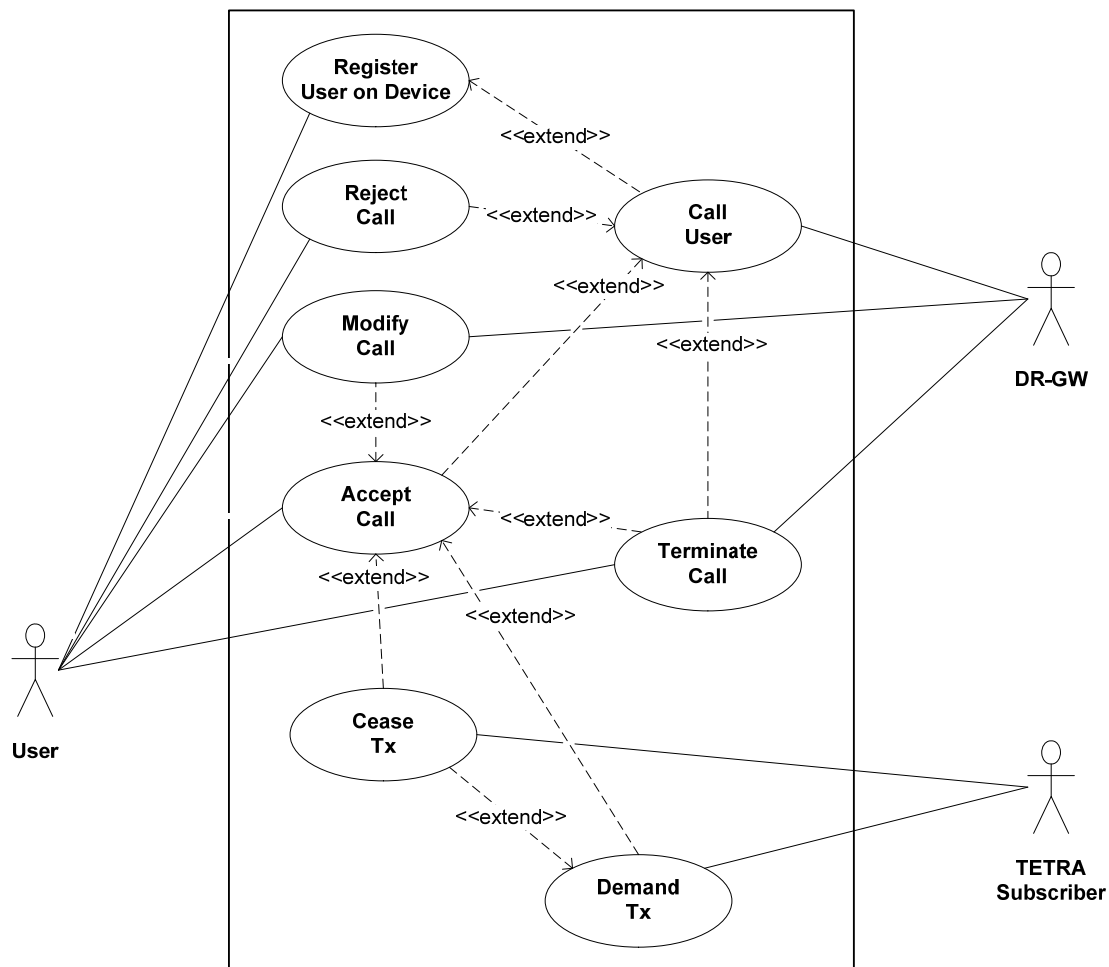 Register
User on Device
<<extend>>
Reject
Call
<<extend>>
Call
User
<<extend>>
Modify
Call
<<extend>>
DR-GW
<<extend>>
Accept
Call
<<extend>>
Terminate
Call
<<extend>>
<<extend>>
User
Cease
Tx
<<extend>>
TETRA
Subscriber
Demand
Tx